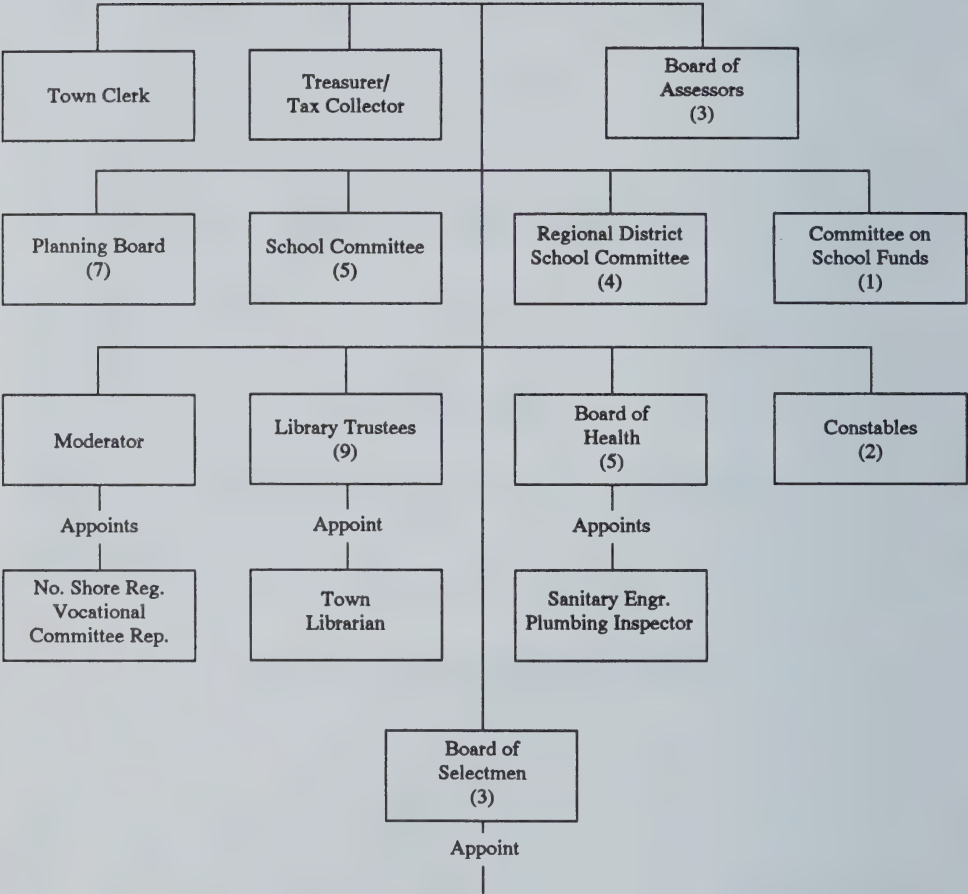 Town Clerk
Treasurer/
Tax Collector
Board of
Assessors
(3)
Planning Board
(7)
School Committee
(5)
Regional District
School Committee
(4)
Committee on
School Funds
(1)
Moderator
Library Trustees
(9)
Board of
Health
(5)
Constables
(2)
Appoints
Appoint
Appoints
No. Shore Reg.
Vocational
Committee Rep.
Town
Librarian
Sanitary Engr.
Plumbing Inspector
Board of
Selectmen
(3)
Appoint